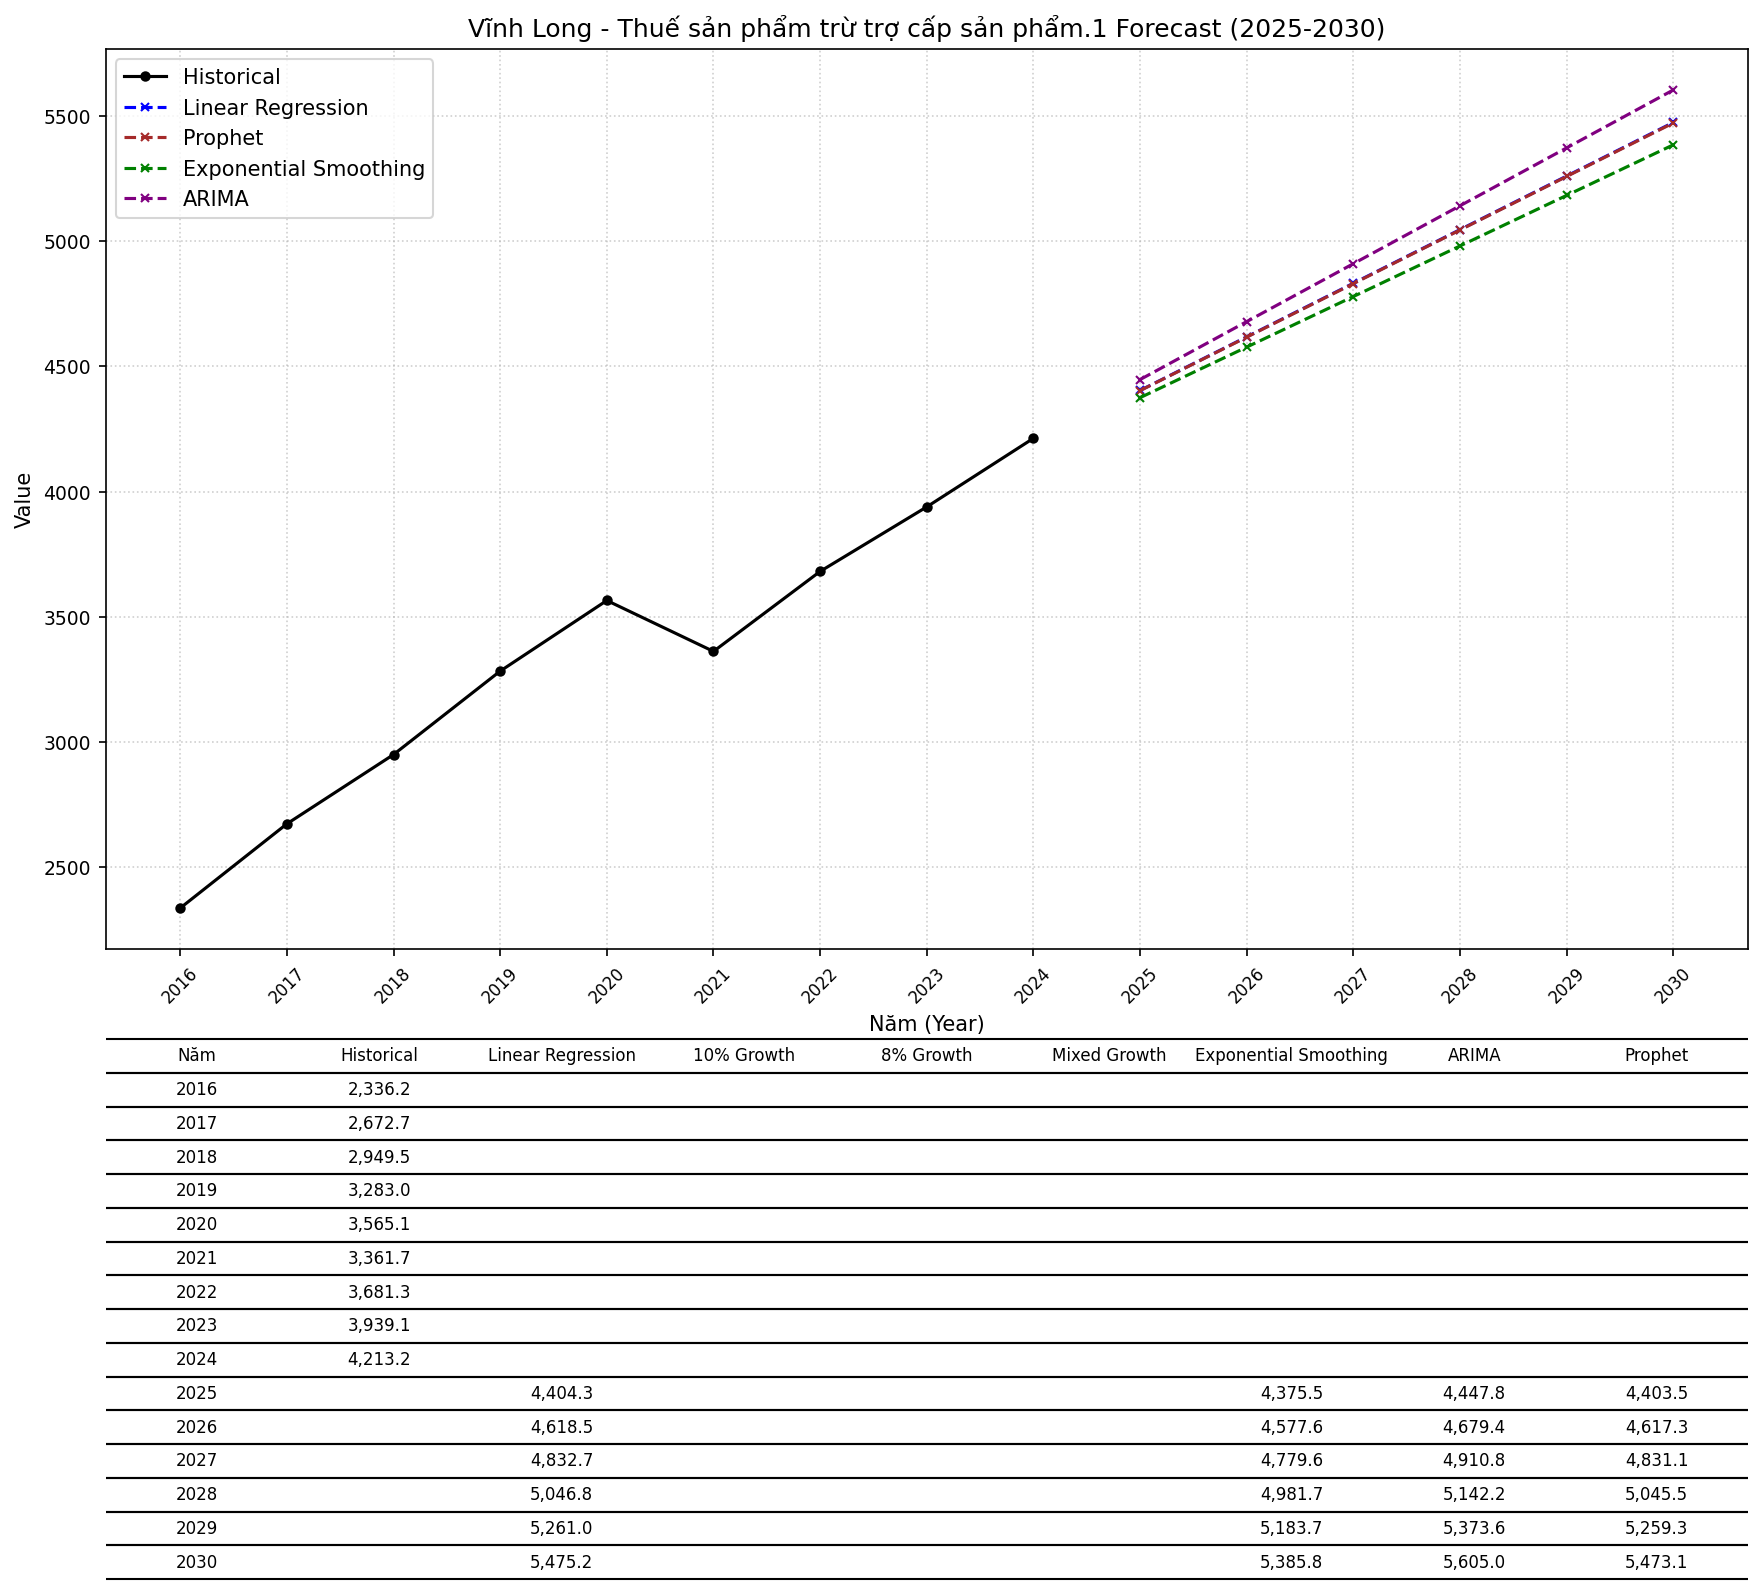 Vĩnh Long - Thuế sản phẩm trừ trợ cấp sản phẩm.1 Forecast (2025-2030)
Historical
Linear Regression
Prophet
Exponential Smoothing
ARIMA
Value
5500
5000
4500
4000
3500
3000
2500
2016 2017 2018 2019 2020 2021 2022 2023 2024 2025 2026 2027 2028 2029 2030
Năm (Year)
Năm Historical Linear Regression 10% Growth 8% Growth Mixed Growth Exponential Smoothing ARIMA Prophet
2016 2,336.2
2017 2,672.7
2018 2,949.5
2019 3,283.0
2020 3,565.1
2021 3,361.7
2022 3,681.3
2023 3,939.1
2024 4,213.2
2025 4,404.3 4,375.5 4,447.8 4,403.5
2026 4,618.5 4,577.6 4,679.4 4,617.3
2027 4,832.7 4,779.6 4,910.8 4,831.1
2028 5,046.8 4,981.7 5,142.2 5,045.5
2029 5,261.0 5,183.7 5,373.6 5,259.3
2030 5,475.2 5,385.8 5,605.0 5,473.1